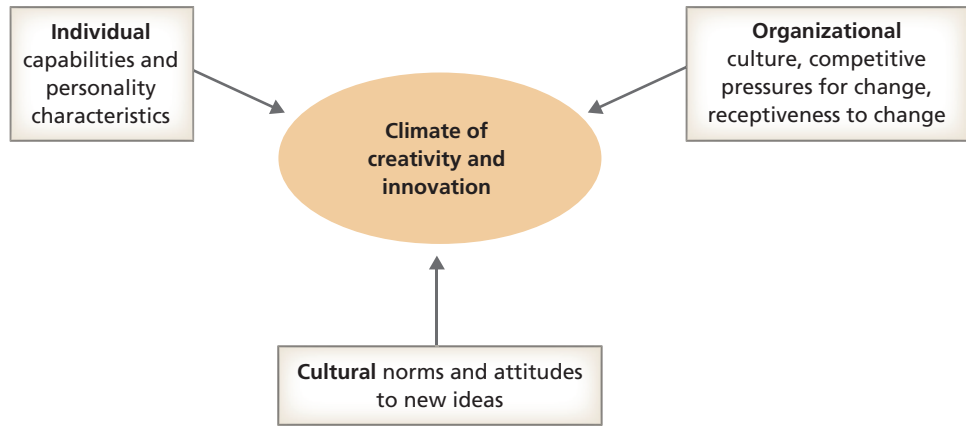 Individual
capabilities and
personality
characteristics
Organizational
culture, competitive
pressures for change,
receptiveness to change
Climate of
creativity and
innovation
Cultural norms and attitudes
to new ideas